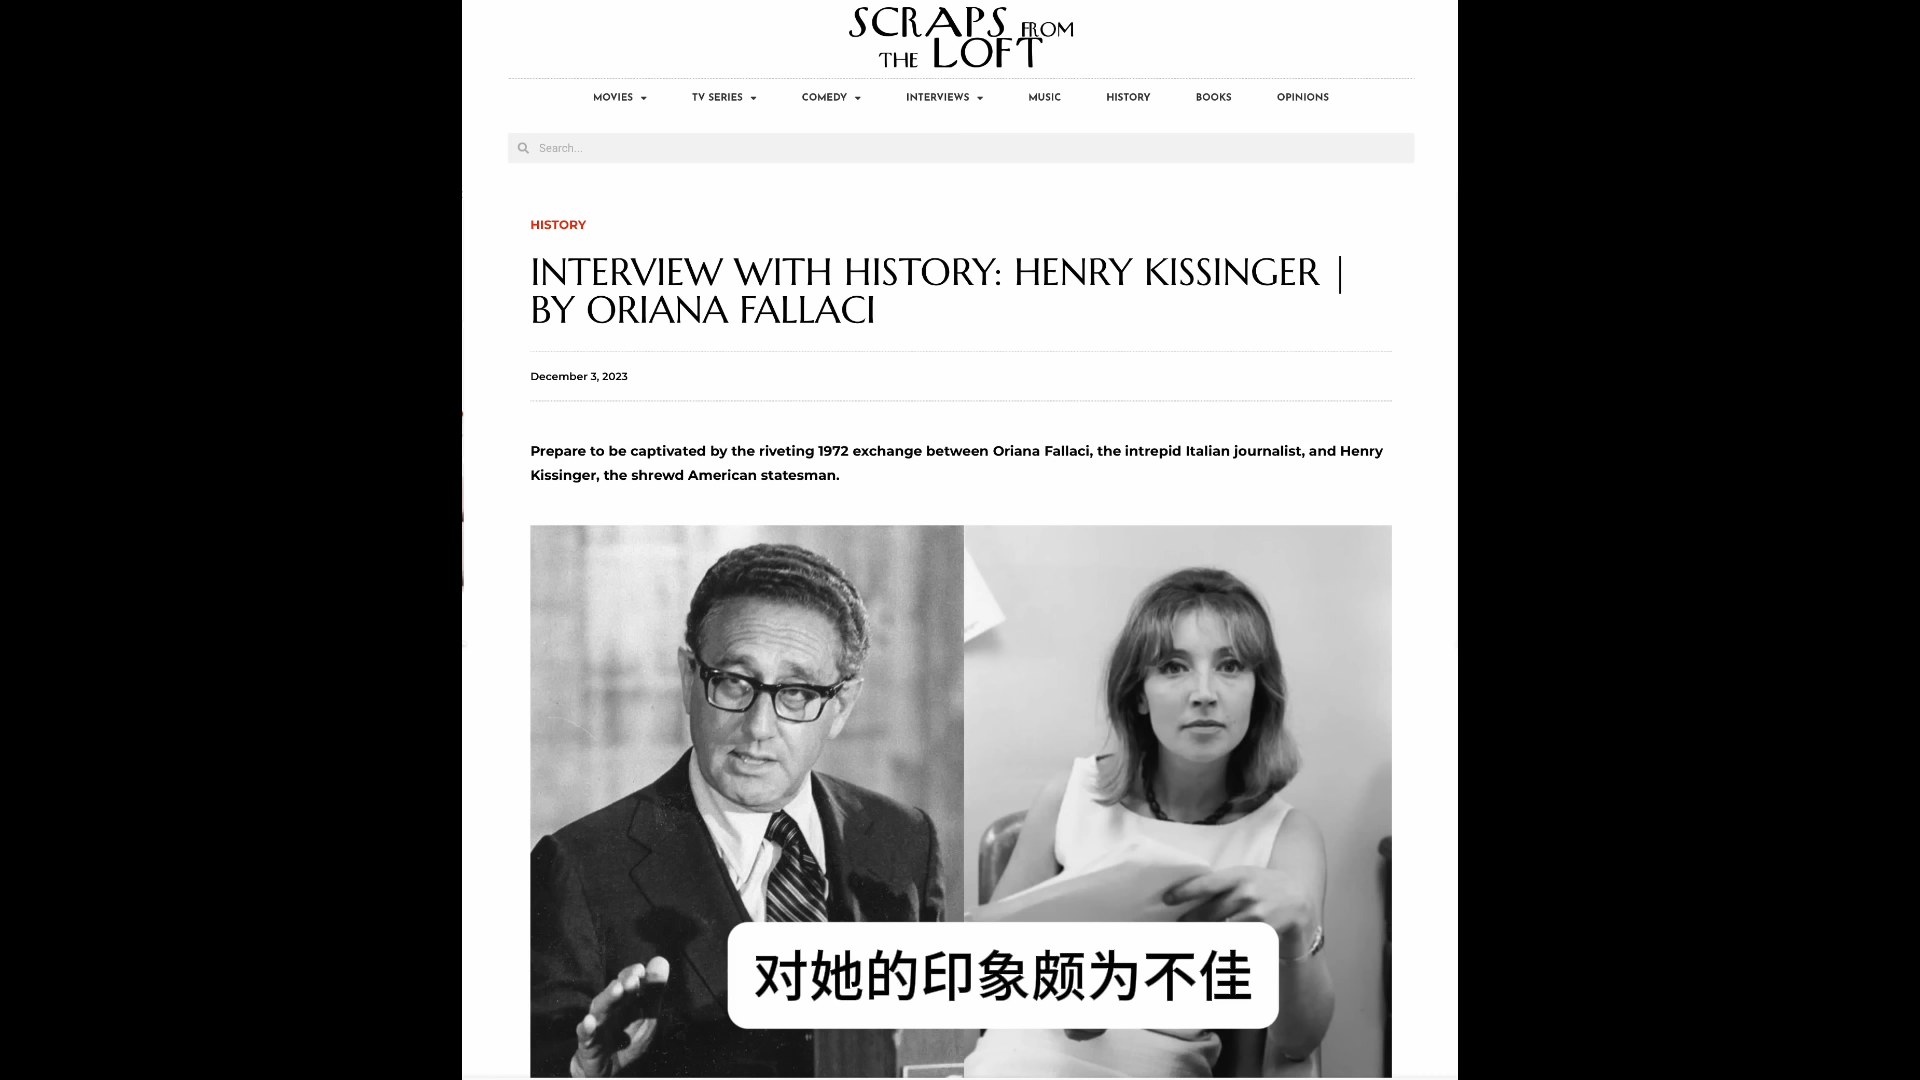 SCRAPS FROM
THE LOFT
MOVIES TV SERIES COMEDY INTERVIEWS MUSIC HISTORY BOOKS OPINIONS
Search...
HISTORY
INTERVIEW WITH HISTORY: HENRY KISSINGER |
BY ORIANA FALLACI
December 3, 2023
Prepare to be captivated by the riveting 1972 exchange between Oriana Fallaci, the intrepid Italian journalist, and Henry
Kissinger, the shrewd American statesman.
对她的印象颇为不佳